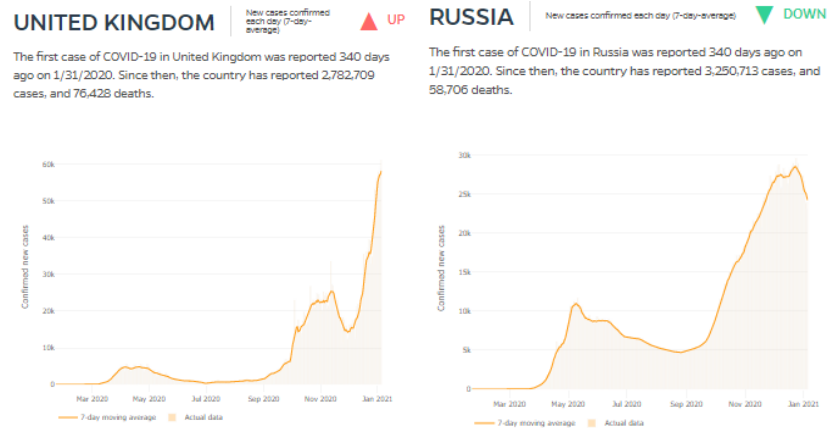 UNITED KINGDOM
New cases confirmed
each day (7-day-
average)
UP
The first case of COVID-19 in United Kingdom was reported 340 days
ago on 1/31/2020. Since then, the country has reported 2,782,709
cases, and 76,428 deaths.
60k
50k
40k
30k
20k
10k
0
Confirmed new cases
Mar 2020
May 2020
Jul 2020
Sep 2020
Nov 2020
Jan 2021
7-day moving average
Actual data
RUSSIA
New cases confirmed each day (7-day-average)
DOWN
The first case of COVID-19 in Russia was reported 340 days ago on
1/31/2020. Since then, the country has reported 3,250,713 cases, and
58,706 deaths.
30k
25k
20k
15k
10k
5k
0
Confirmed new cases
Mar 2020
May 2020
Jul 2020
Sep 2020
Nov 2020
Jan 2021
7-day moving average
Actual data